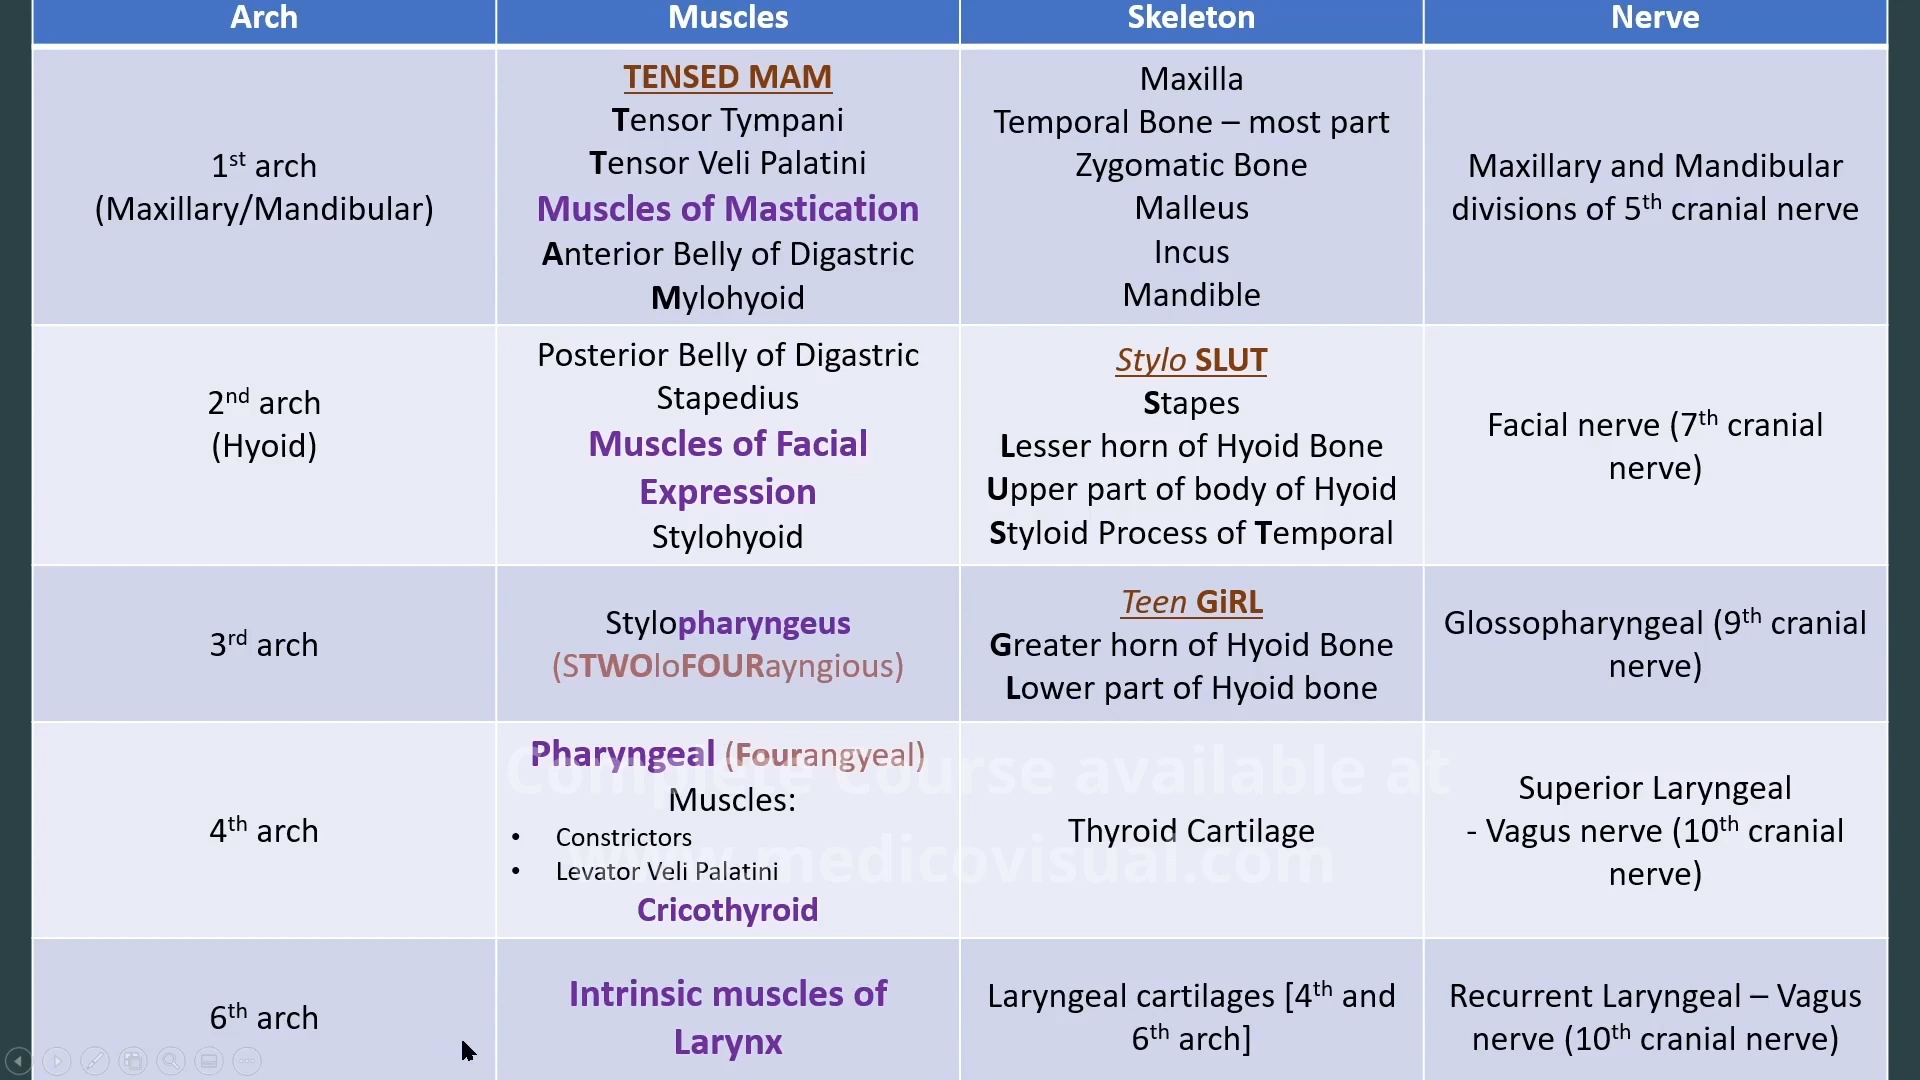 Arch
Muscles
Skeleton
Nerve
1st arch
(Maxillary/Mandibular)
TENSED MAM
Tensor Tympani
Tensor Veli Palatini
Muscles of Mastication
Anterior Belly of Digastric
Mylohyoid
Maxilla
Temporal Bone – most part
Zygomatic Bone
Malleus
Incus
Mandible
Maxillary and Mandibular
divisions of 5th cranial nerve
2nd arch
(Hyoid)
Posterior Belly of Digastric
Stapedius
Muscles of Facial
Expression
Stylohyoid
Stylo SLUT
Stapes
Lesser horn of Hyoid Bone
Upper part of body of Hyoid
Styloid Process of Temporal
Facial nerve (7th cranial
nerve)
3rd arch
Stylopharyngeus
(STWOloFOURayngious)
Teen GiRL
Greater horn of Hyoid Bone
Lower part of Hyoid bone
Glossopharyngeal (9th cranial
nerve)
4th arch
Pharyngeal (Fourangyeal)
Muscles:
• Constrictors
• Levator Veli Palatini
Cricothyroid
Thyroid Cartilage
Superior Laryngeal
- Vagus nerve (10th cranial
nerve)
6th arch
Intrinsic muscles of
Larynx
Laryngeal cartilages [4th and
6th arch]
Recurrent Laryngeal – Vagus
nerve (10th cranial nerve)
Complete Course available at
www.medicovisual.com